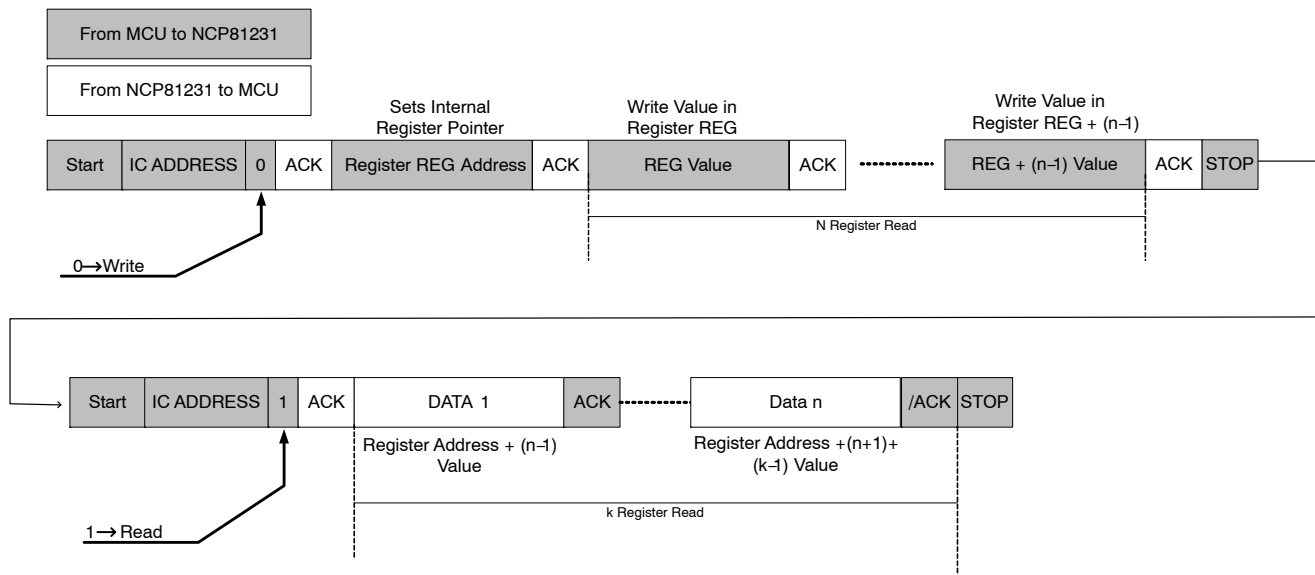 From MCU to NCP81231
From NCP81231 to MCU
Sets Internal
Register Pointer
Write Value in
Register REG
Write Value in
Register REG + (n−1)
Start IC ADDRESS 0 ACK Register REG Address ACK REG Value ACK REG + (n−1) Value ACK STOP
N Register Read
0→Write
Start IC ADDRESS 1 ACK DATA 1 ACK Data n /ACK STOP
Register Address + (n−1)
Value
Register Address +(n+1)+
(k−1) Value
k Register Read
1→Read